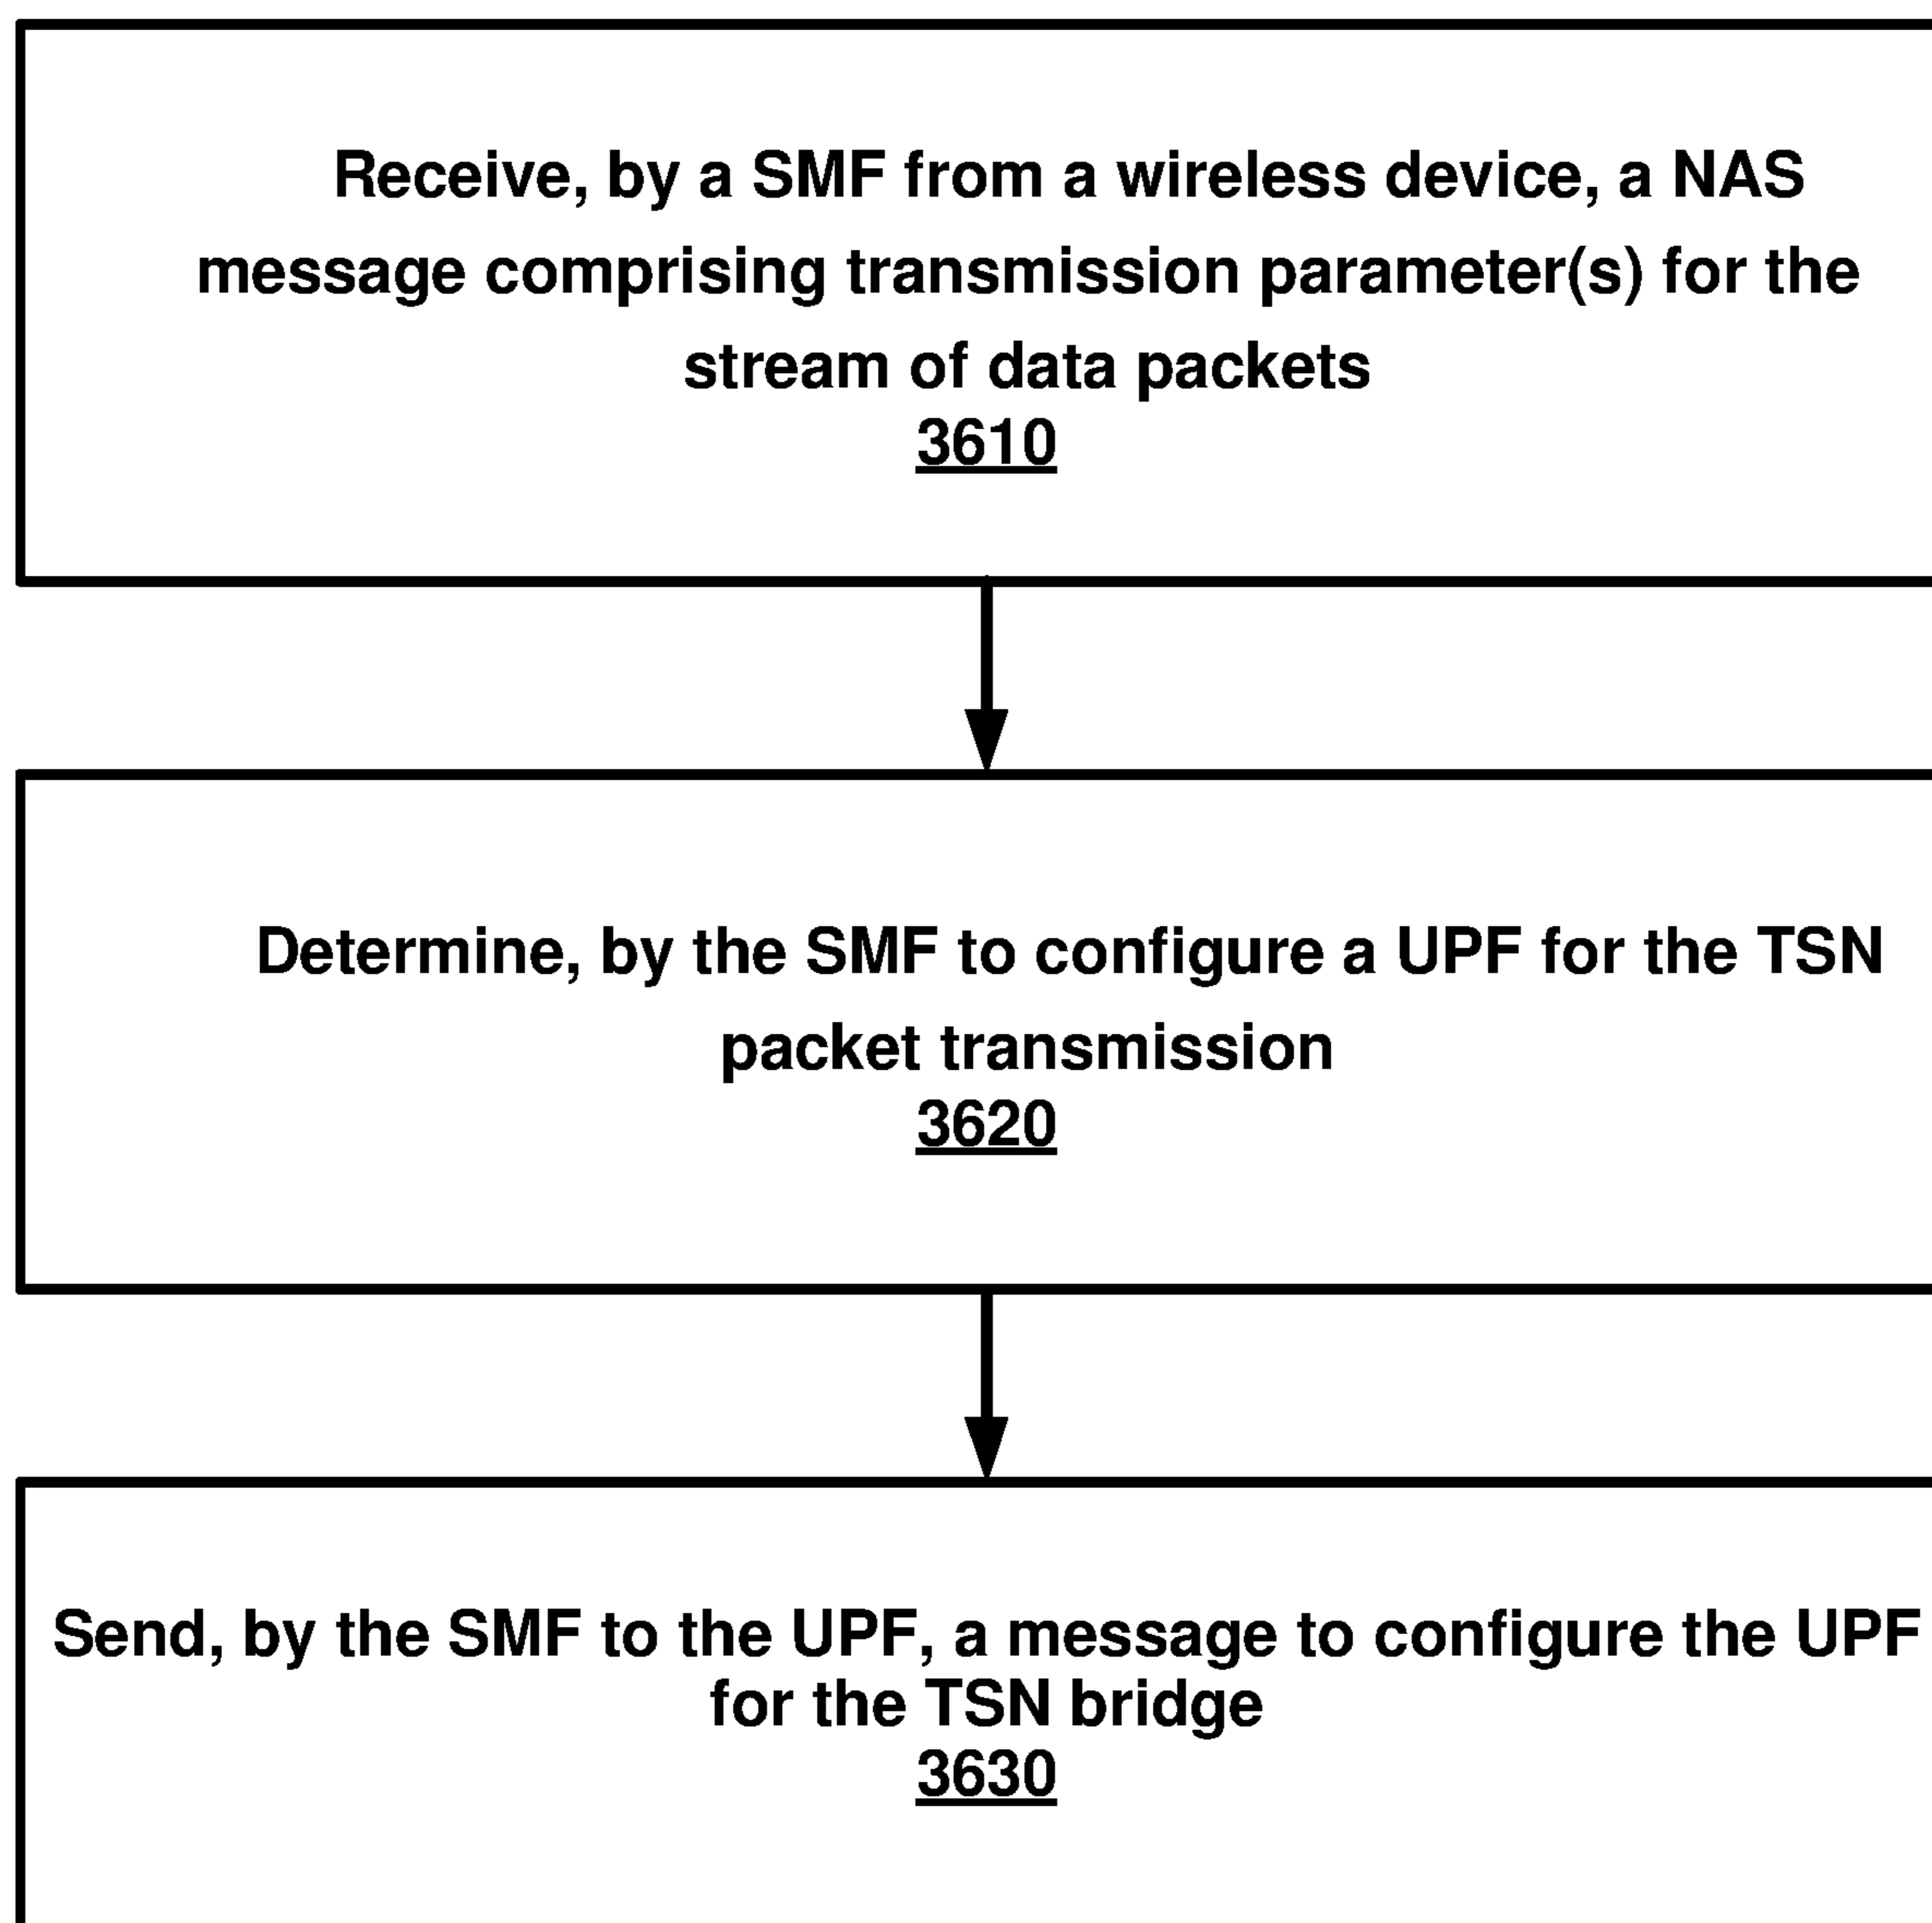 Receive, by a SMF from a wireless device, a NAS
message comprising transmission parameter(s) for the
stream of data packets
3610
Determine, by the SMF to configure a UPF for the TSN
packet transmission
3620
Send, by the SMF to the UPF, a message to configure the UPF
for the TSN bridge
3630